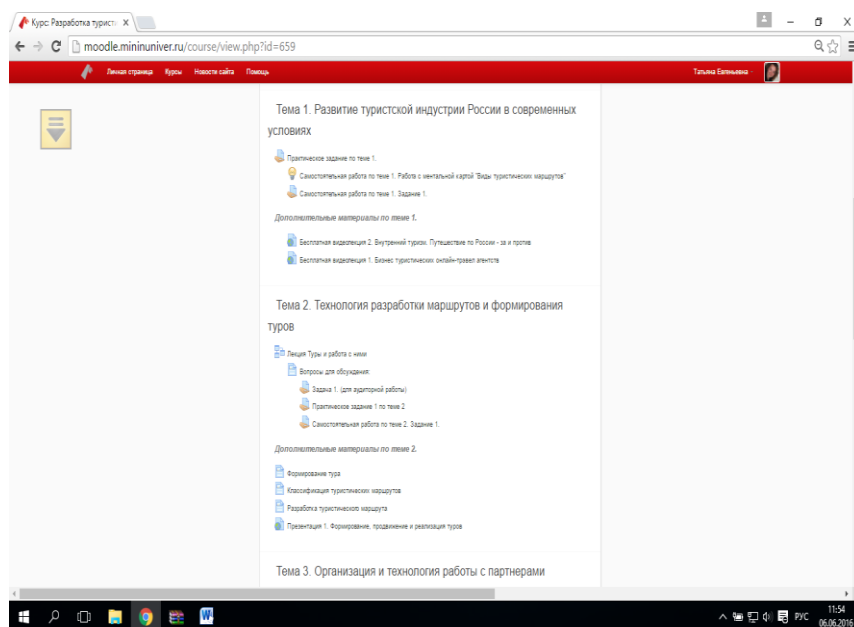 Курс: Разработка турист
moodle.mininuniver.ru/course/view.php?id=659
Личная страница Курсы Новости сайта Помощь Татьяна Евгеньевна
Тема 1. Развитие туристской индустрии России в современных
условиях
Практическое задание по теме 1.
Самостоятельная работа по теме 1. Работа с ментальной картой "Виды туристических маршрутов"
Самостоятельная работа по теме 1. Задание 1.
Дополнительные материалы по теме 1.
Бесплатная видеолекция 2. Внутренний туризм. Путешествие по России - за и против
Бесплатная видеолекция 1. Бизнес туристических онлайн-травел агентств
Тема 2. Технология разработки маршрутов и формирования
туров
Лекция Туры и работа с ними
Вопросы для обсуждения:
Задача 1. (для аудиторной работы)
Практическое задание 1 по теме 2
Самостоятельная работа по теме 2. Задание 1.
Дополнительные материалы по теме 2.
Формирование тура
Классификация туристических маршрутов
Разработка туристического маршрута
Презентация 1. Формирование, продвижение и реализация туров
Тема 3. Организация и технология работы с партнерами
РУС
11:54
06.06.2016